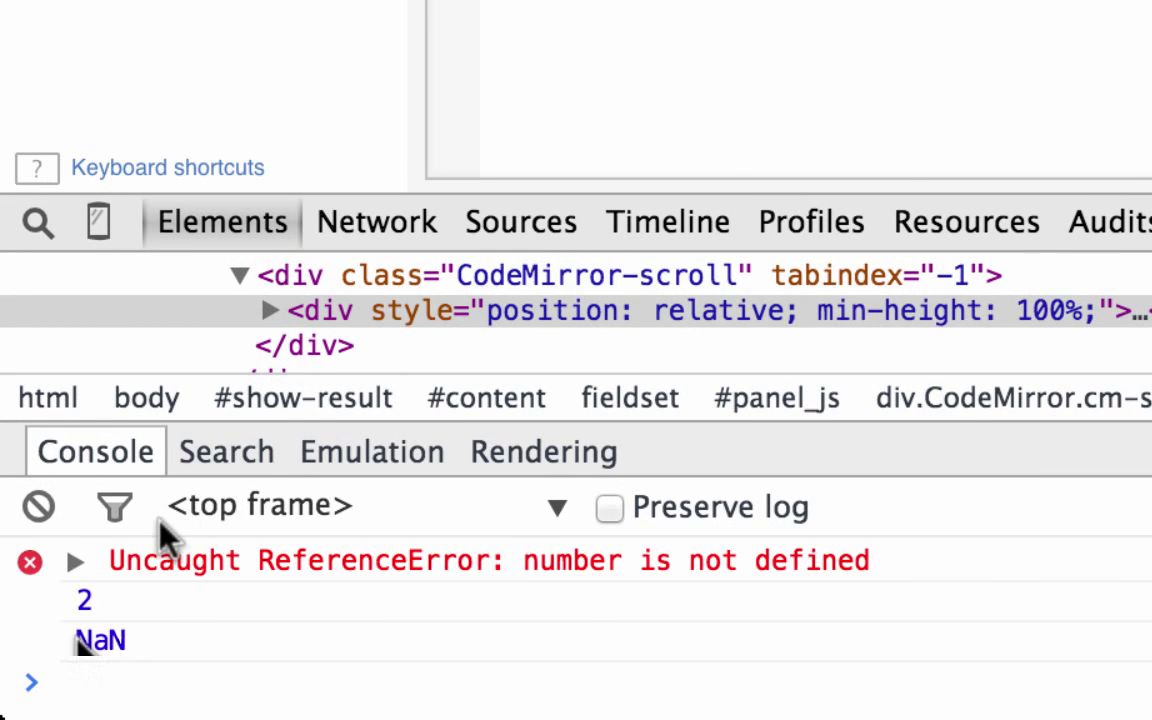 ? Keyboard shortcuts
Elements Network Sources Timeline Profiles Resources Audits
▼<div class="CodeMirror-scroll" tabindex="-1">
▶<div style="position: relative; min-height: 100%;">…<
</div>
html body #show-result #content fieldset #panel_js div.CodeMirror.cm-s
Console Search Emulation Rendering
<top frame> ▼ Preserve log
▶ Uncaught ReferenceError: number is not defined
2
NaN
>